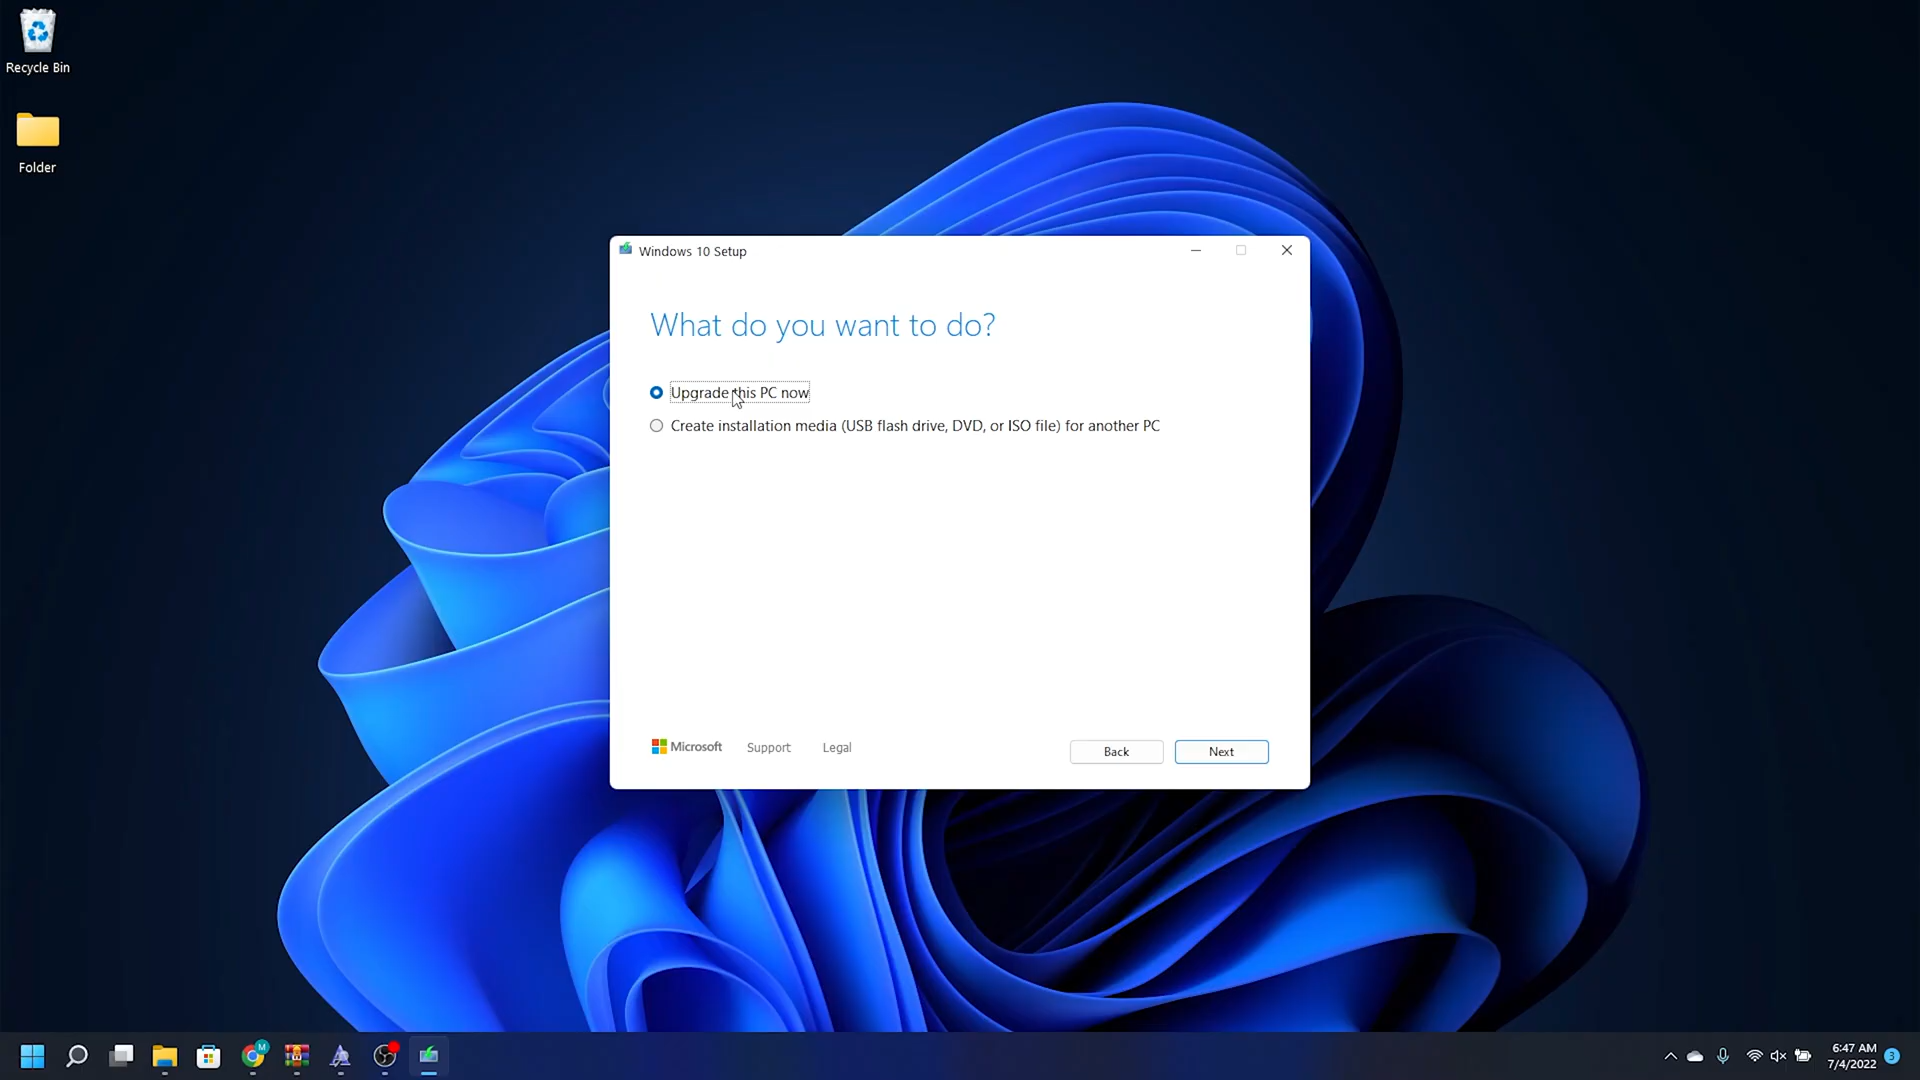 Recycle Bin
Folder
Windows 10 Setup
What do you want to do?
Upgrade this PC now
Create installation media (USB flash drive, DVD, or ISO file) for another PC
Microsoft Support Legal
Back Next
M
6:47 AM
7/4/2022
3